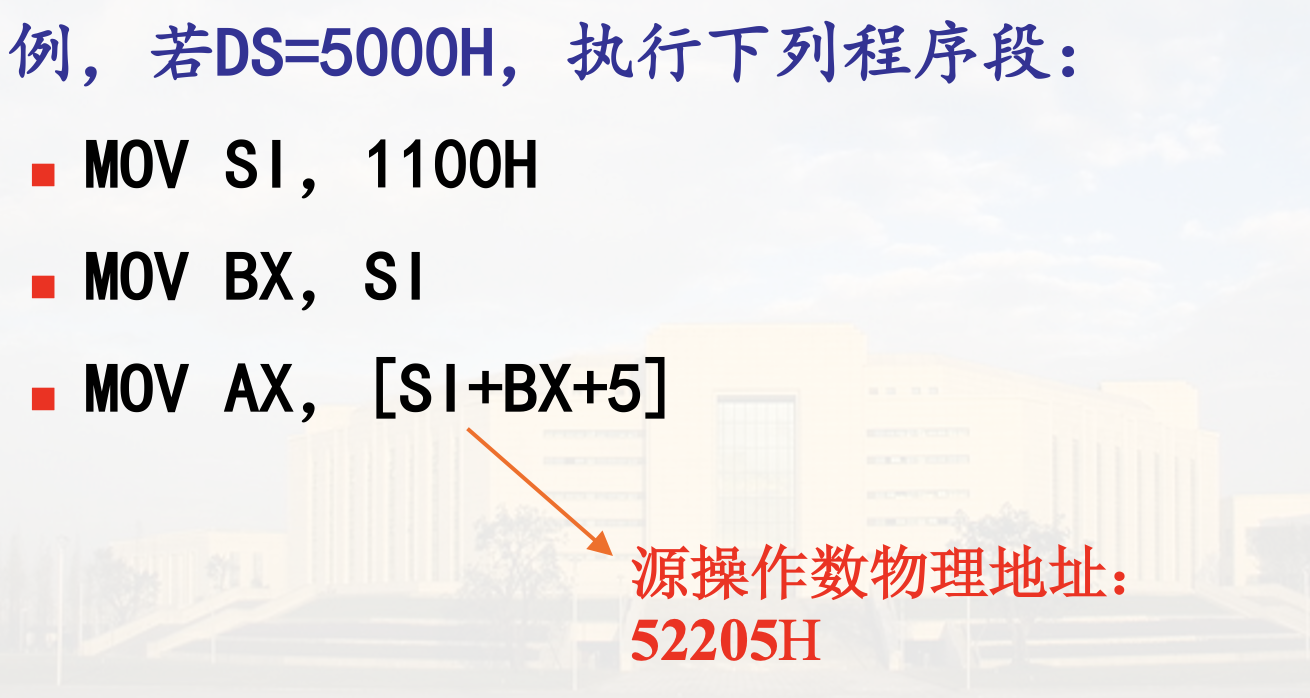 例，若DS=5000H，执行下列程序段：
MOV SI, 1100H
MOV BX, SI
MOV AX, [SI+BX+5]
源操作数物理地址：
52205H